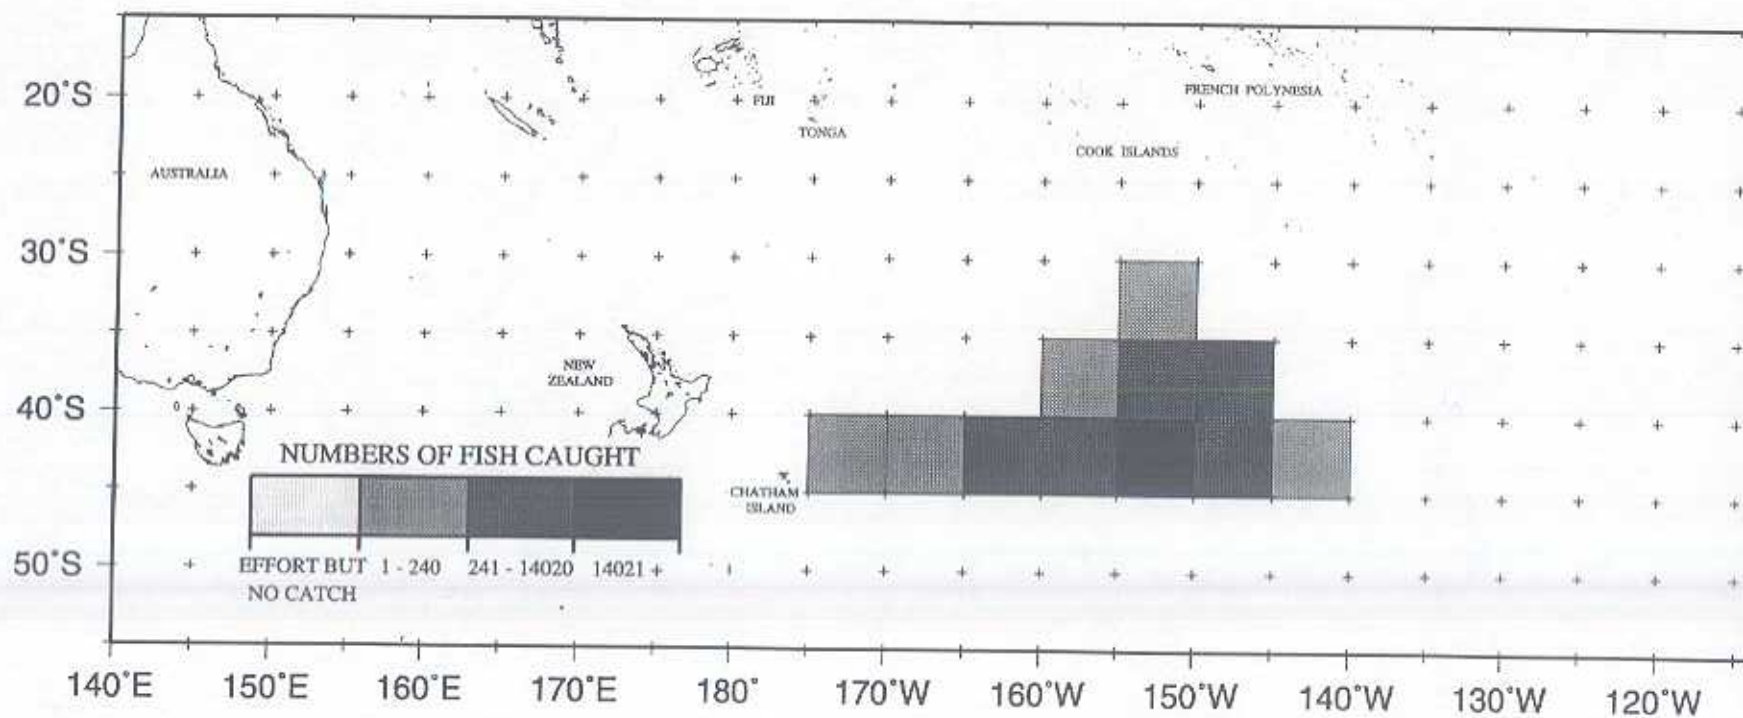 20°S
FIJI
FRENCH POLYNESIA
TONGA
COOK ISLANDS
AUSTRALIA
30°S
NEW
ZEALAND
40°S
NUMBERS OF FISH CAUGHT
CHATHAM
ISLAND
50°S
EFFORT BUT 1 - 240 241 - 14020 14021 +
NO CATCH
140°E 150°E 160°E 170°E 180° 170°W 160°W 150°W 140°W 130°W 120°W